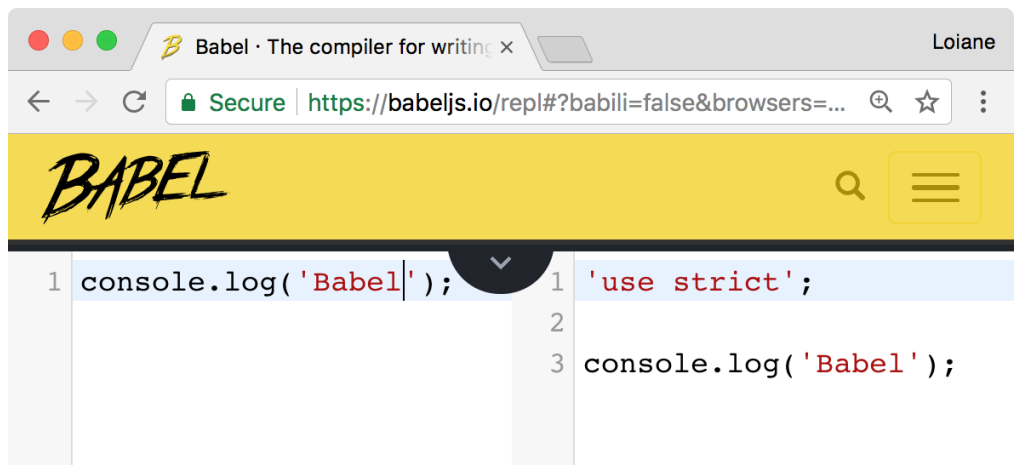 Babel · The compiler for writing
Loiane
Secure
https://babeljs.io/repl#?babili=false&browsers=...
BABEL
1 console.log('Babel');
1 'use strict';
2
3 console.log('Babel');